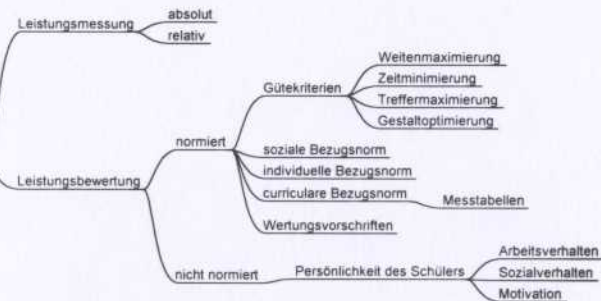 Leistungsmessung
absolut
relativ
Leistungsbewertung
normiert
Gütekriterien
Weitenmaximierung
Zeitminimierung
Treffermaximierung
Gestaltoptimierung
soziale Bezugsnorm
individuelle Bezugsnorm
curriculare Bezugsnorm
Messtabellen
Wertungsvorschriften
nicht normiert
Persönlichkeit des Schülers
Arbeitsverhalten
Sozialverhalten
Motivation